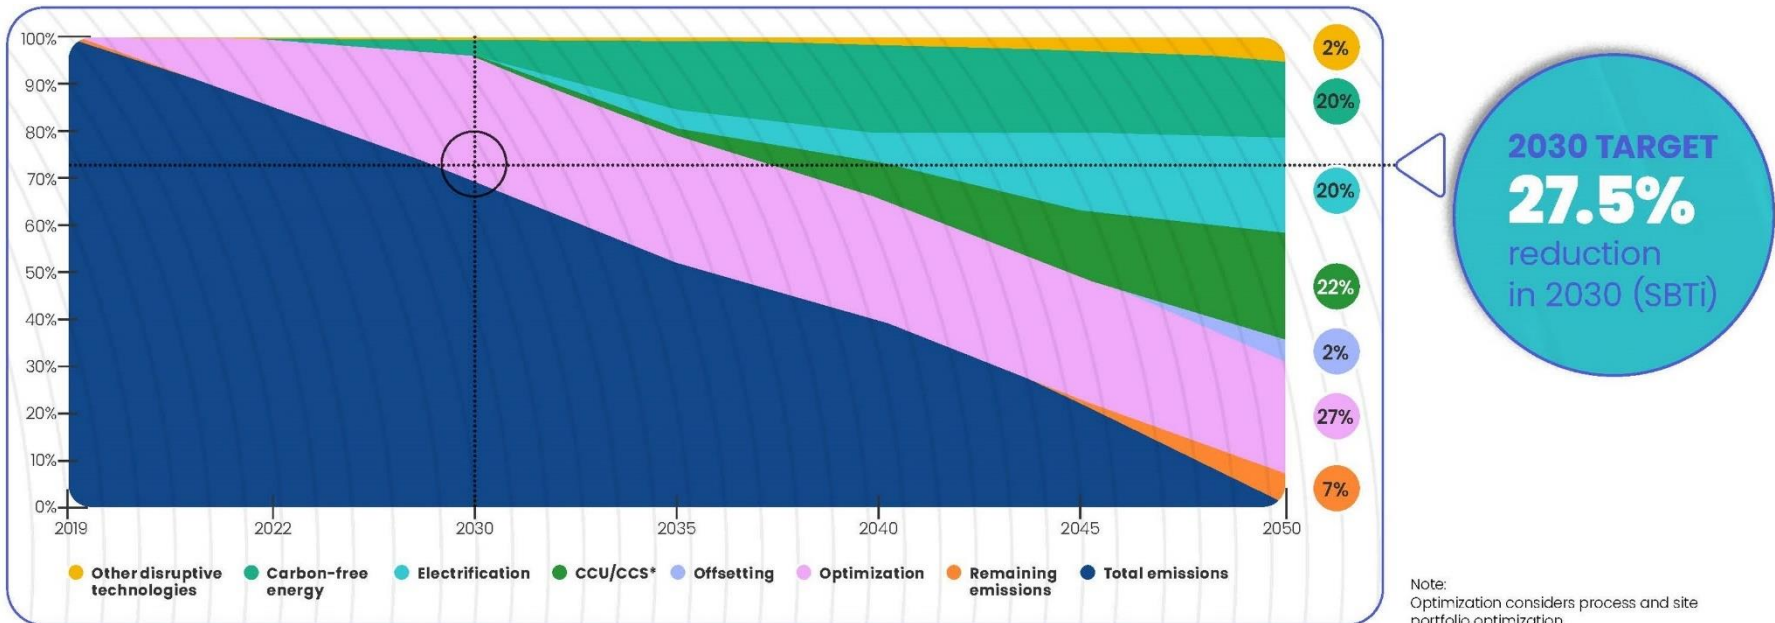 100%
90%
80%
70%
60%
50%
40%
30%
20%
10%
0%
2019
2022
2030
2035
2040
2045
2050
2%
20%
20%
22%
2%
27%
7%
Other disruptive
technologies
Carbon-free
energy
Electrification
CCU/CCS*
Offsetting
Optimization
Remaining
emissions
Total emissions
2030 TARGET
27.5%
reduction
in 2030 (SBTi)
Note:
Optimization considers process and site
portfolio optimization